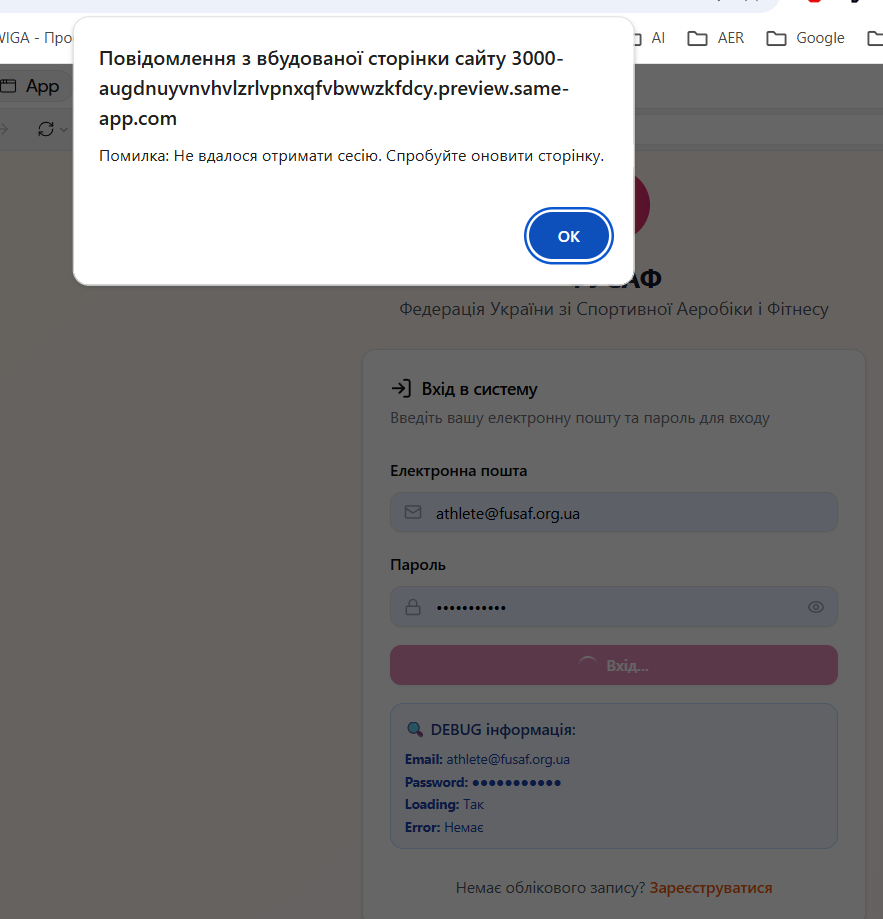 WIGA - Про
AI
AER
Google
App
Повідомлення з вбудованої сторінки сайту 3000-
augdnuyvnvhvlzrlvpnxqfvbwwzkfdcy.preview.same-
app.com
Помилка: Не вдалося отримати сесію. Спробуйте оновити сторінку.
ОК
Федерація України зі Спортивної Аеробіки і Фітнесу
Вхід в систему
Введіть вашу електронну пошту та пароль для входу
Електронна пошта
athlete@fusaf.org.ua
Пароль
•••••••••••
Вхід...
DEBUG інформація:
Email: athlete@fusaf.org.ua
Password: ●●●●●●●●●●●
Loading: Так
Error: Немає
Немає облікового запису? Зареєструватися